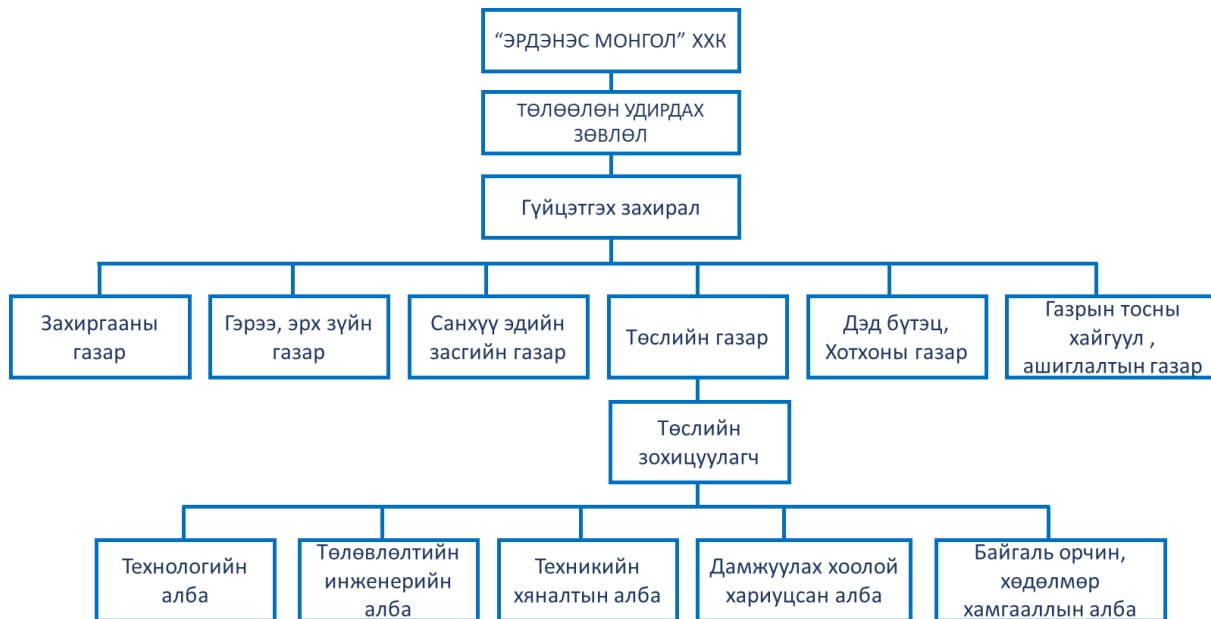 “ЭРДЭНЭС МОНГОЛ” ХХК
ТӨЛӨӨЛӨН УДИРДАХ
ЗӨВЛӨЛ
Гүйцэтгэх захирал
Захиргааны
газар
Гэрээ, эрх зүйн
газар
Санхүү эдийн
засгийн газар
Төслийн газар
Дэд бүтэц,
Хотхоны газар
Газрын тосны
хайгуул ,
ашиглалтын газар
Төслийн
зохицуулагч
Технологийн
алба
Төлөвлөлтийн
инженерийн
алба
Техникийн
хяналтын алба
Дамжуулах хоолой
хариуцсан алба
Байгаль орчин,
хөдөлмөр
хамгааллын алба